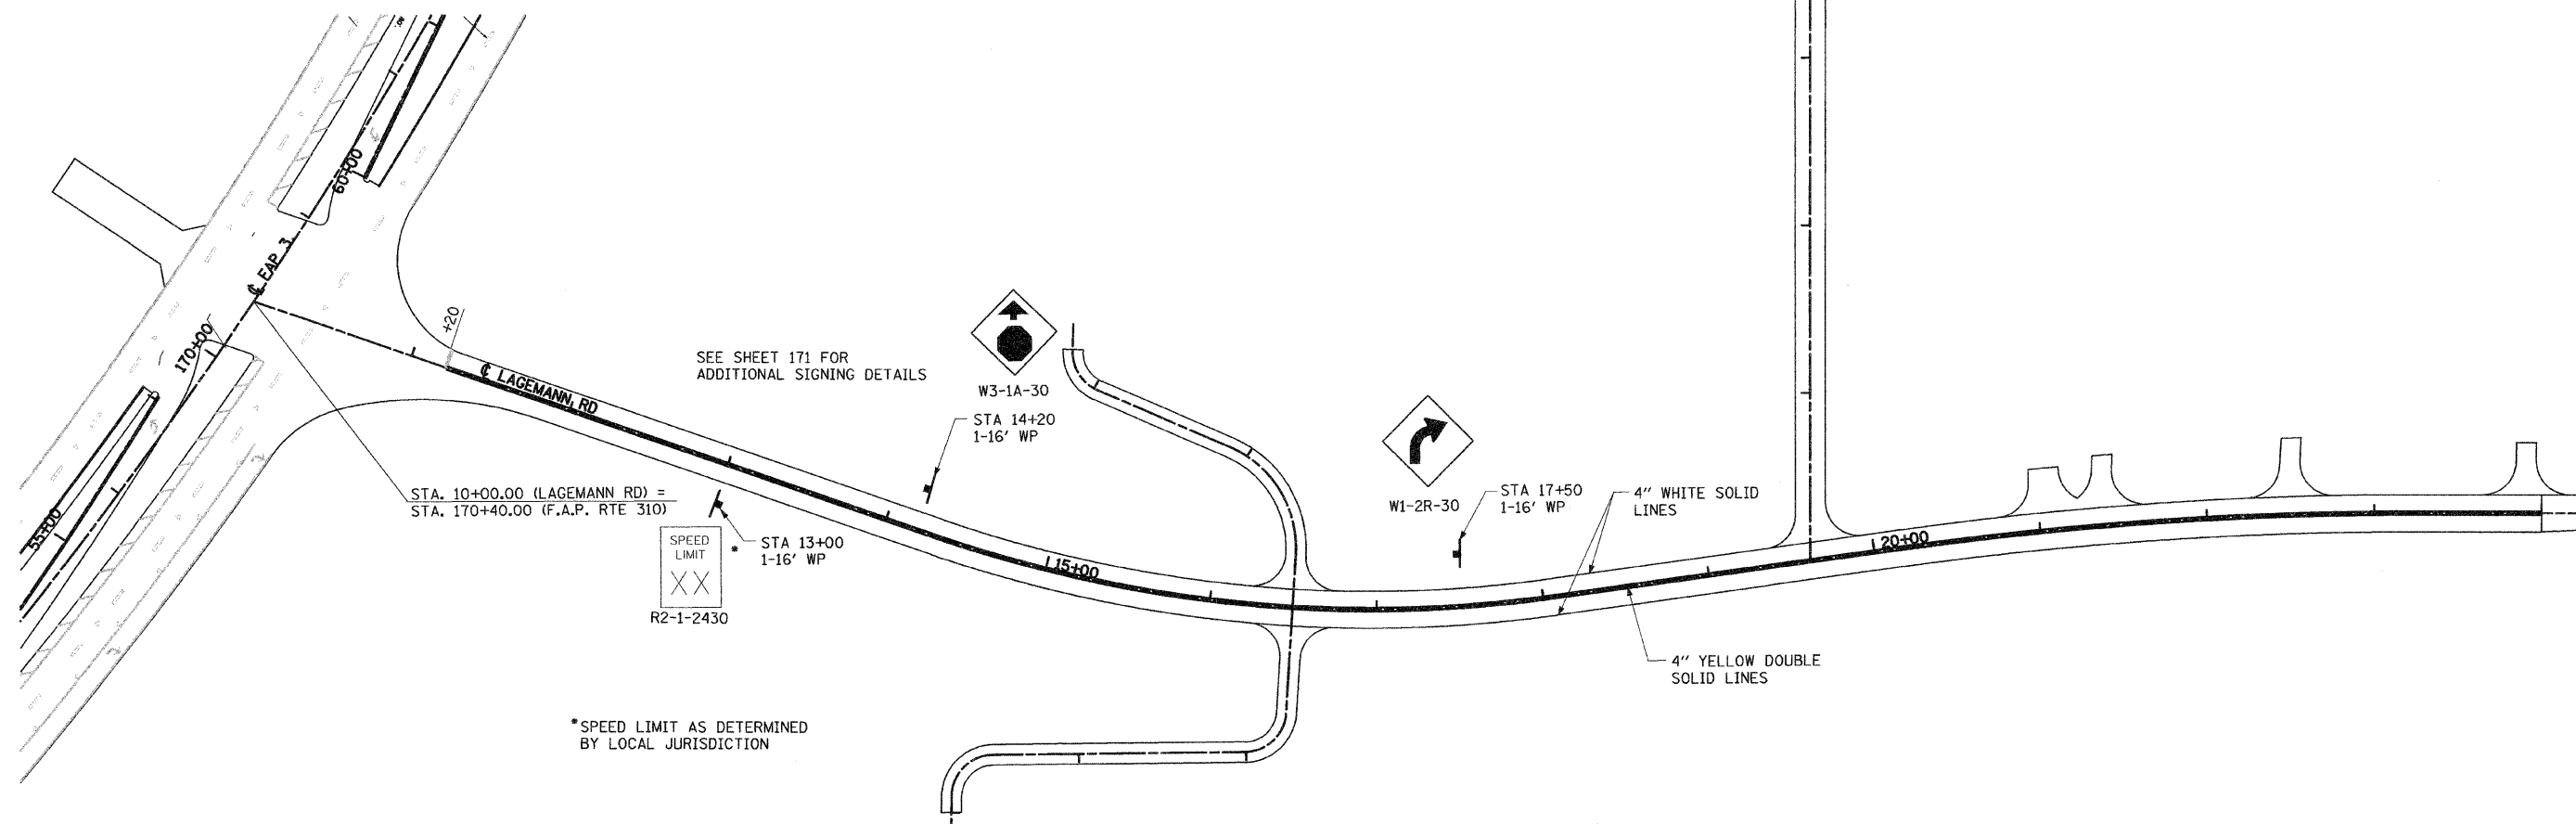 60+00
℄ FAP 3
170+00
55+00
+20
℄ LAGEMANN RD
SEE SHEET 171 FOR
ADDITIONAL SIGNING DETAILS
W3-1A-30
STA 14+20
1-16' WP
STA. 10+00.00 (LAGEMANN RD) =
STA. 170+40.00 (F.A.P. RTE 310)
SPEED
LIMIT
XX
*
R2-1-2430
STA 13+00
1-16' WP
15+00
W1-2R-30
STA 17+50
1-16' WP
4" WHITE SOLID
LINES
20+00
4" YELLOW DOUBLE
SOLID LINES
*SPEED LIMIT AS DETERMINED
BY LOCAL JURISDICTION